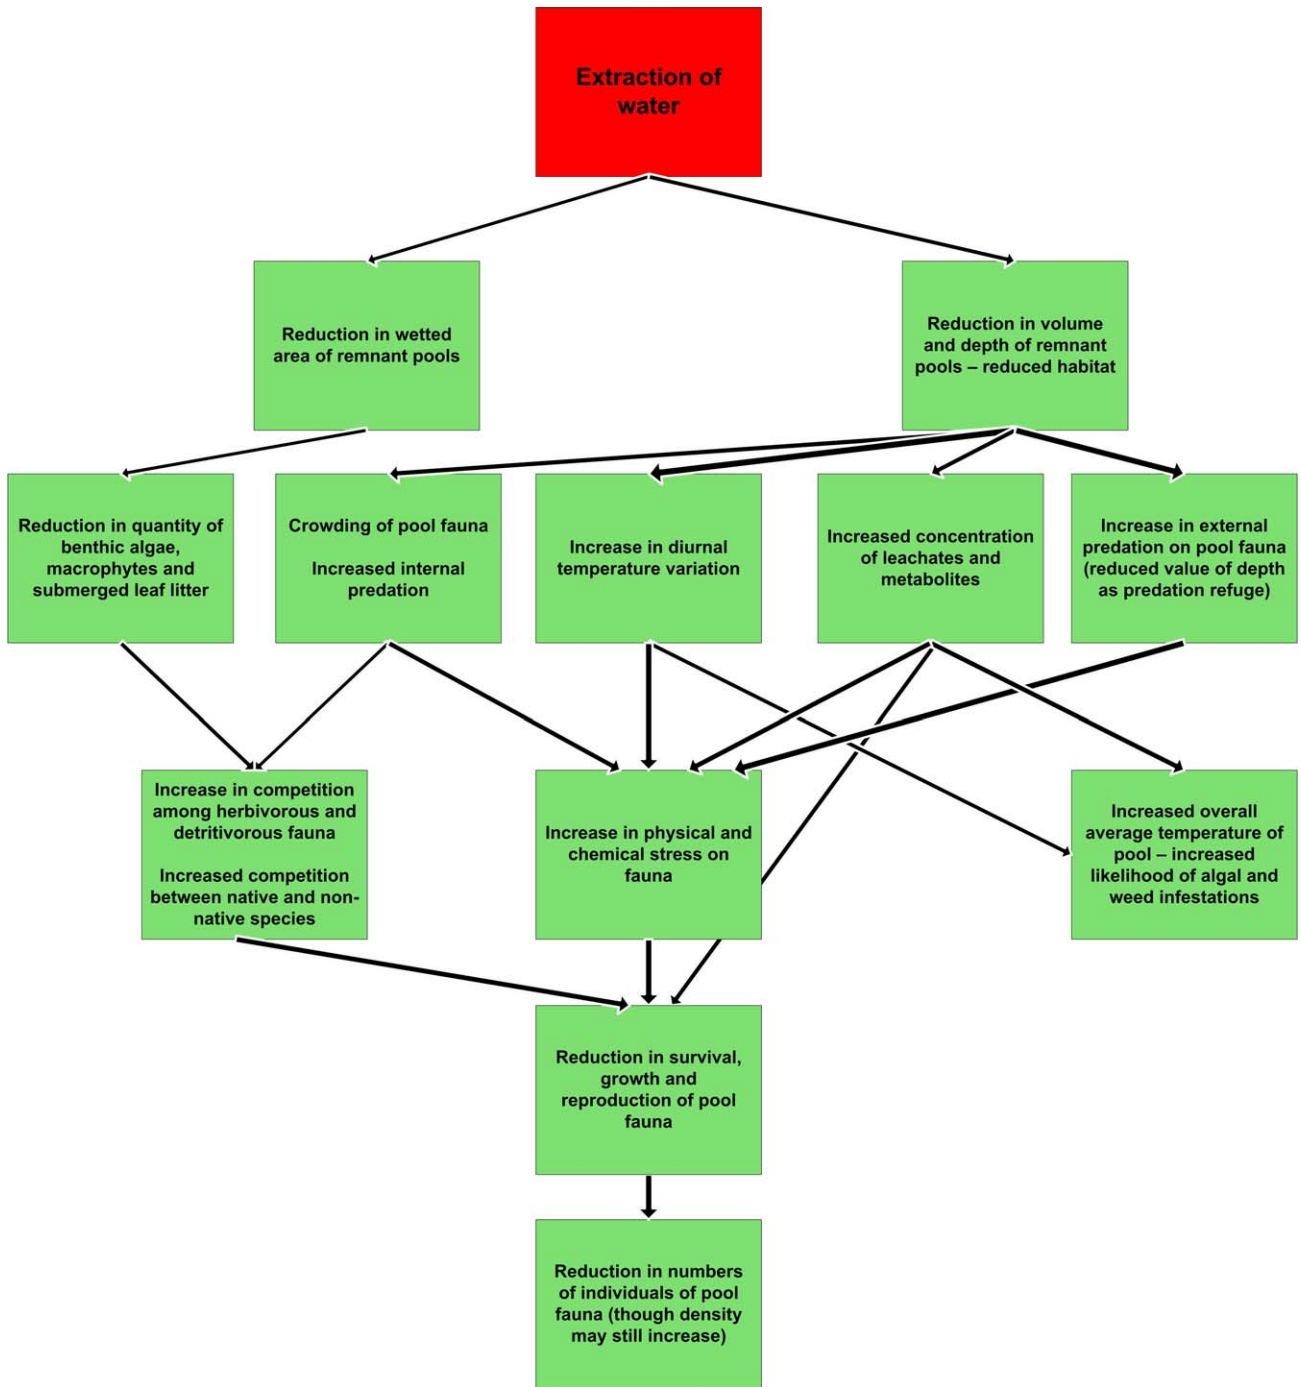 Extraction of
water
Reduction in wetted
area of remnant pools
Reduction in volume
and depth of remnant
pools – reduced habitat
Reduction in quantity of
benthic algae,
macrophytes and
submerged leaf litter
Crowding of pool fauna
Increased internal
predation
Increase in diurnal
temperature variation
Increased concentration
of leachates and
metabolites
Increase in external
predation on pool fauna
(reduced value of depth
as predation refuge)
Increase in competition
among herbivorous and
detritivorous fauna
Increased competition
between native and non-
native species
Increase in physical and
chemical stress on
fauna
Increased overall
average temperature of
pool – increased
likelihood of algal and
weed infestations
Reduction in survival,
growth and
reproduction of pool
fauna
Reduction in numbers
of individuals of pool
fauna (though density
may still increase)